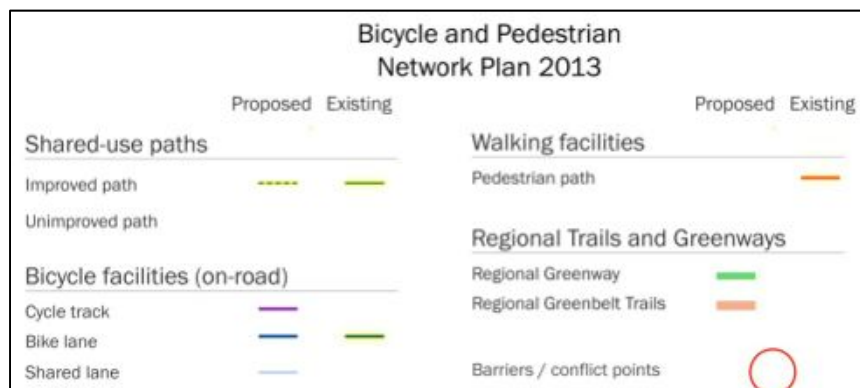 Bicycle and Pedestrian
Network Plan 2013
Proposed Existing
Shared-use paths
Improved path
Unimproved path
Bicycle facilities (on-road)
Cycle track
Bike lane
Shared lane
Proposed Existing
Walking facilities
Pedestrian path
Regional Trails and Greenways
Regional Greenway
Regional Greenbelt Trails
Barriers / conflict points